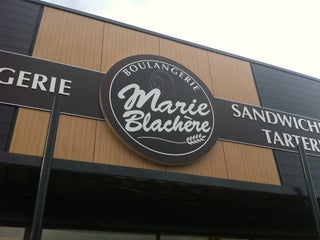 GERIE
BOULANGERIE
Marie
Blachère
SANDWICH
TARTE